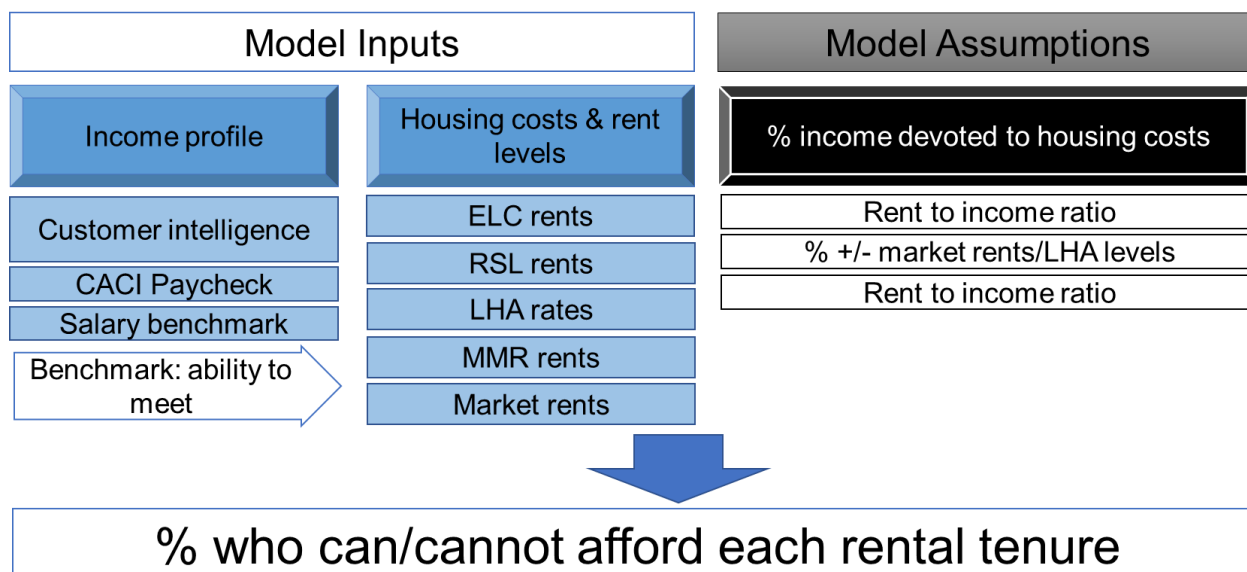 Model Inputs
Model Assumptions
Income profile
Housing costs & rent
levels
% income devoted to housing costs
Customer intelligence
CACI Paycheck
Salary benchmark
Benchmark: ability to
meet
ELC rents
RSL rents
LHA rates
MMR rents
Market rents
Rent to income ratio
% +/- market rents/LHA levels
Rent to income ratio
% who can/cannot afford each rental tenure